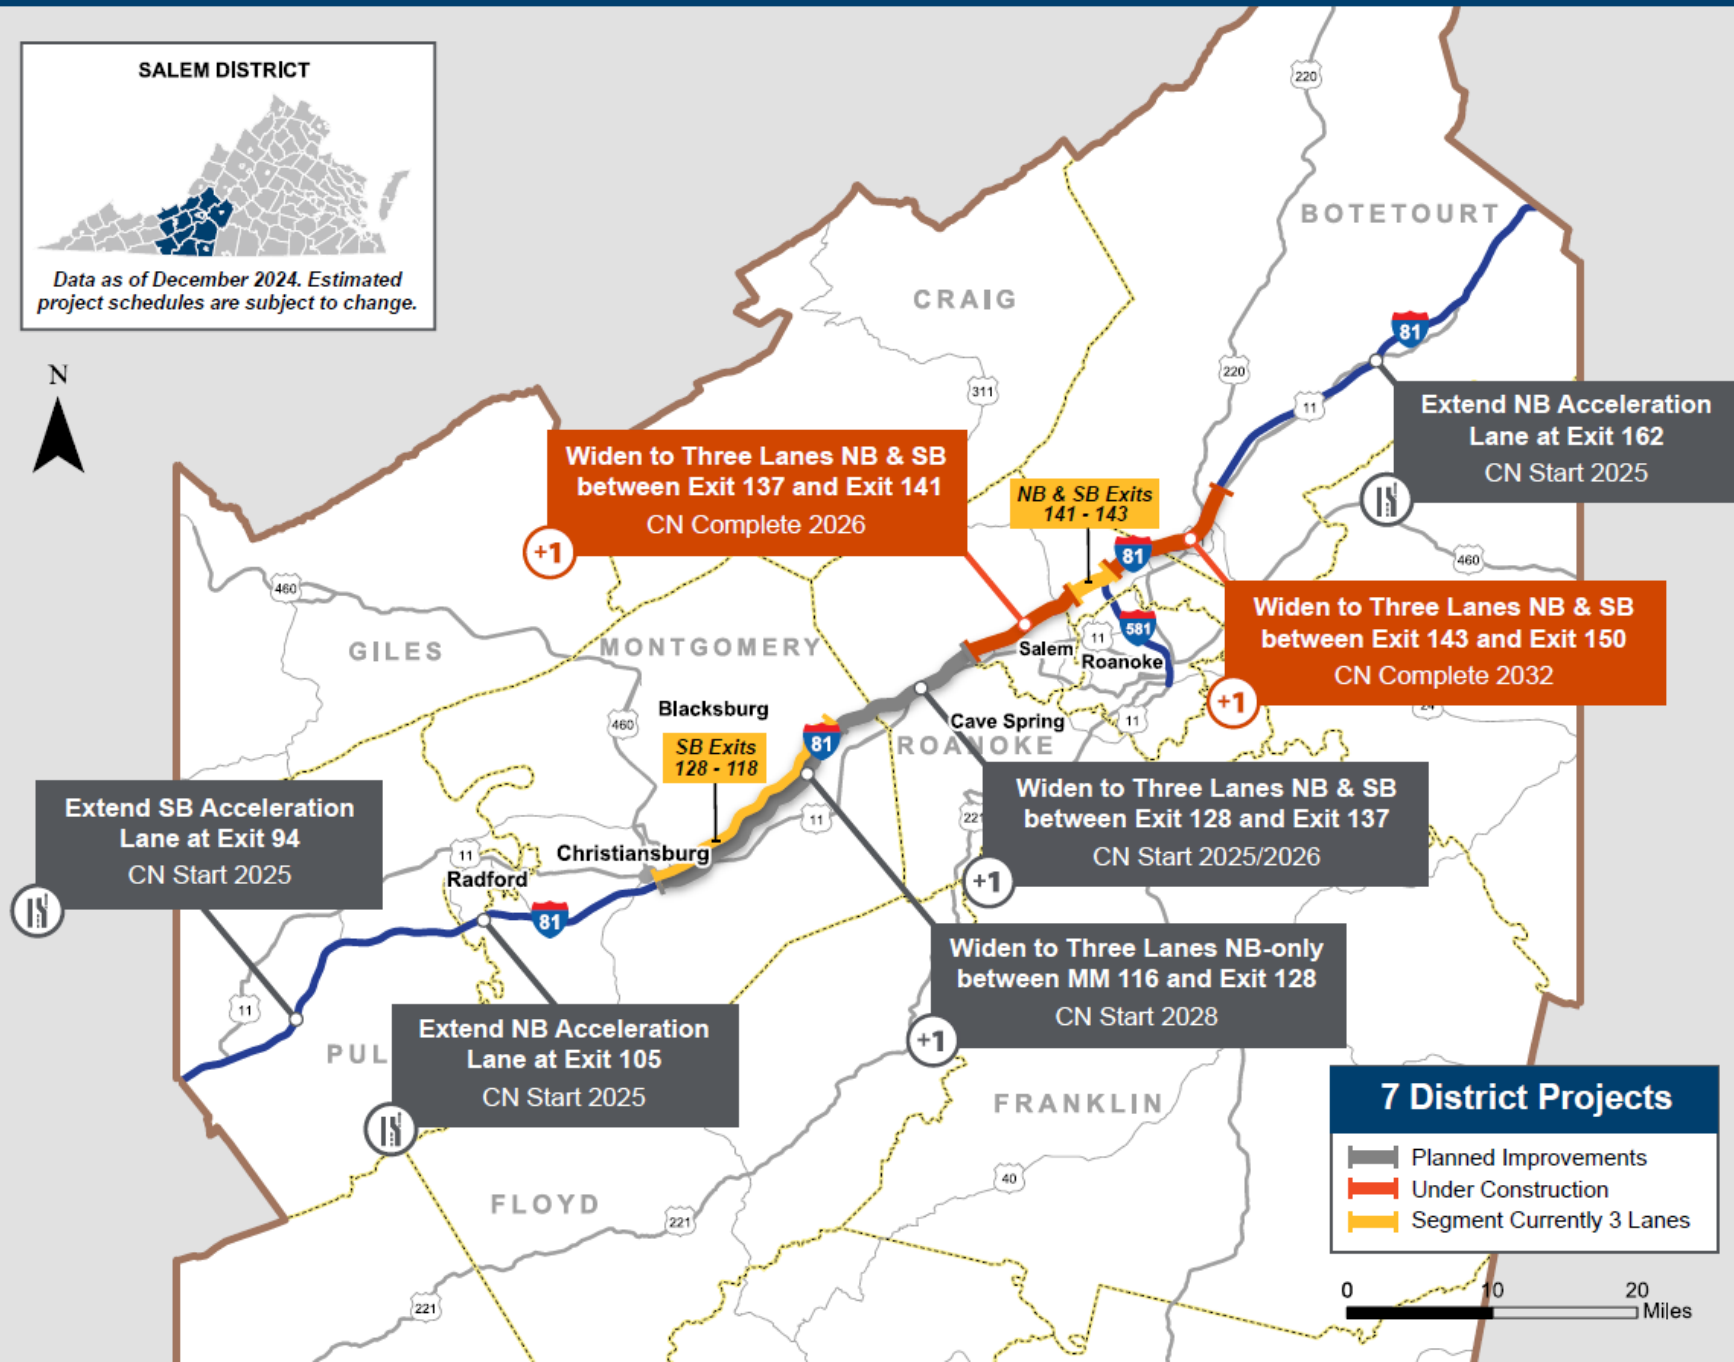 SALEM DISTRICT
Data as of December 2024. Estimated
project schedules are subject to change.
N
220
BOTETOURT
CRAIG
81
311
220
11
Extend NB Acceleration
Lane at Exit 162
CN Start 2025
Widen to Three Lanes NB & SB
between Exit 137 and Exit 141
CN Complete 2026
+1
NB & SB Exits
141 - 143
81
460
460
Widen to Three Lanes NB & SB
between Exit 143 and Exit 150
CN Complete 2032
+1
581
11
Salem
Roanoke
GILES
MONTGOMERY
24
11
460
Blacksburg
Cave Spring
ROANOKE
SB Exits
128 - 118
81
Widen to Three Lanes NB & SB
between Exit 128 and Exit 137
CN Start 2025/2026
+1
221
11
Extend SB Acceleration
Lane at Exit 94
CN Start 2025
11
Christiansburg
Radford
81
Widen to Three Lanes NB-only
between MM 116 and Exit 128
CN Start 2028
+1
11
PUL
Extend NB Acceleration
Lane at Exit 105
CN Start 2025
FRANKLIN
40
FLOYD
221
221
7 District Projects
Planned Improvements
Under Construction
Segment Currently 3 Lanes
0 10 20
Miles